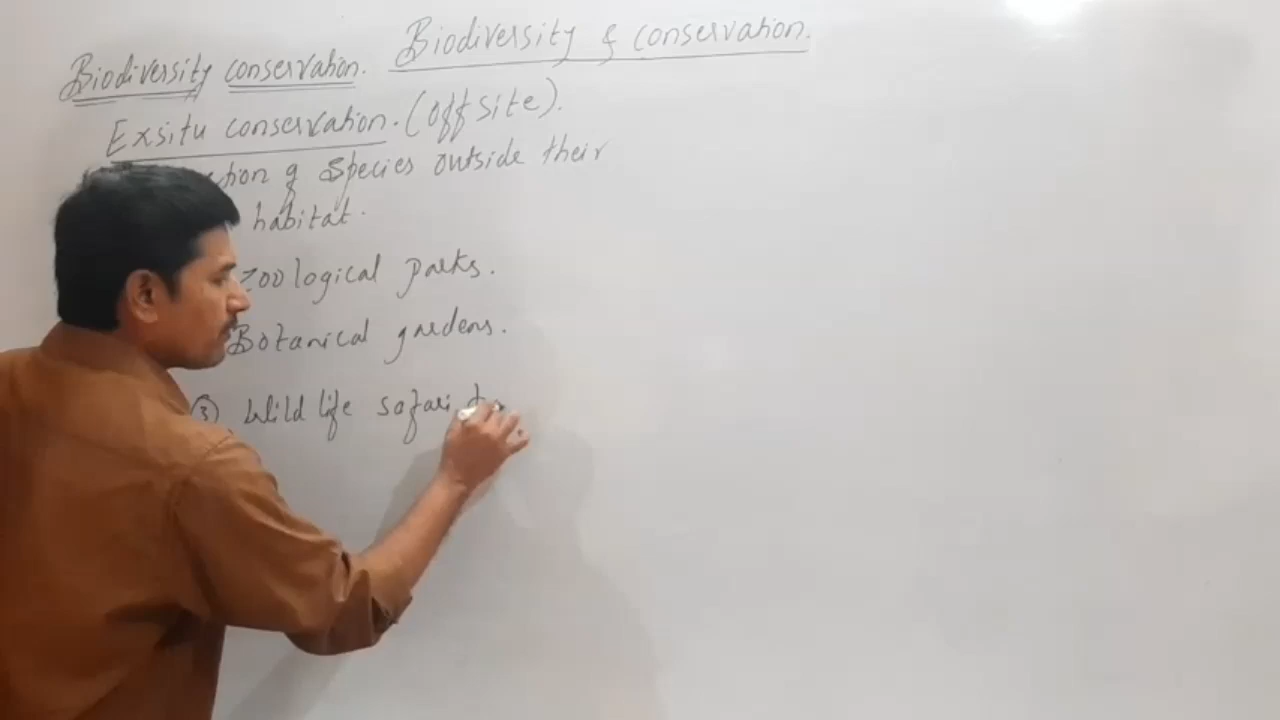 Biodiversity & conservation.
Biodiversity conservation.
Exsitu conservation. (Off site).
of species outside their
habitat.
Zoological parks.
Botanical gardens.
③ Wild life safari